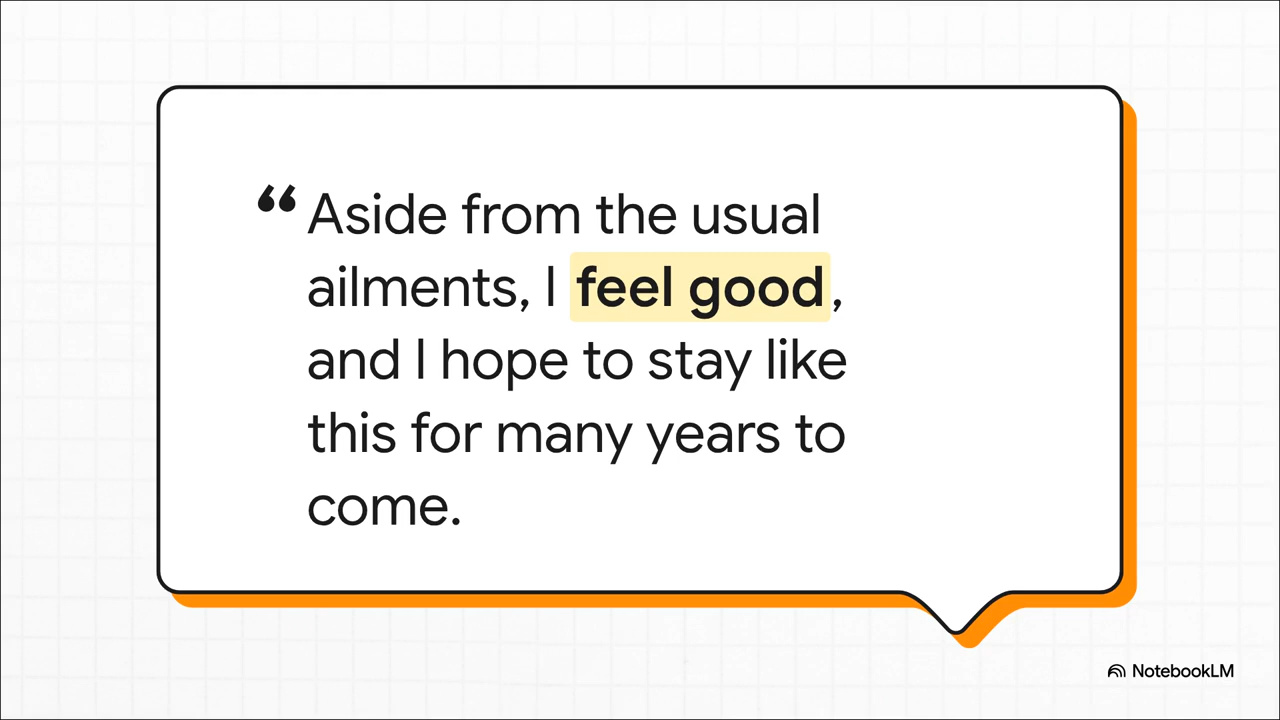 “Aside from the usual
ailments, I feel good,
and I hope to stay like
this for many years to
come.
NotebookLM